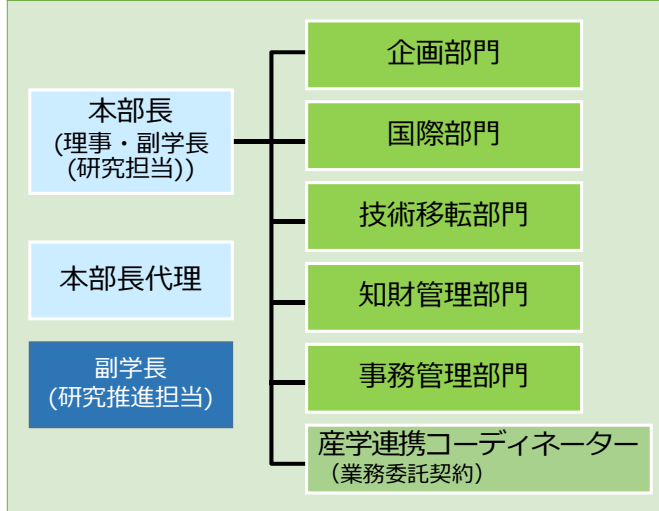 本部長
(理事・副学長
(研究担当))
本部長代理
副学長
(研究推進担当)
企画部門
国際部門
技術移転部門
知財管理部門
事務管理部門
産学連携コーディネーター
（業務委託契約）